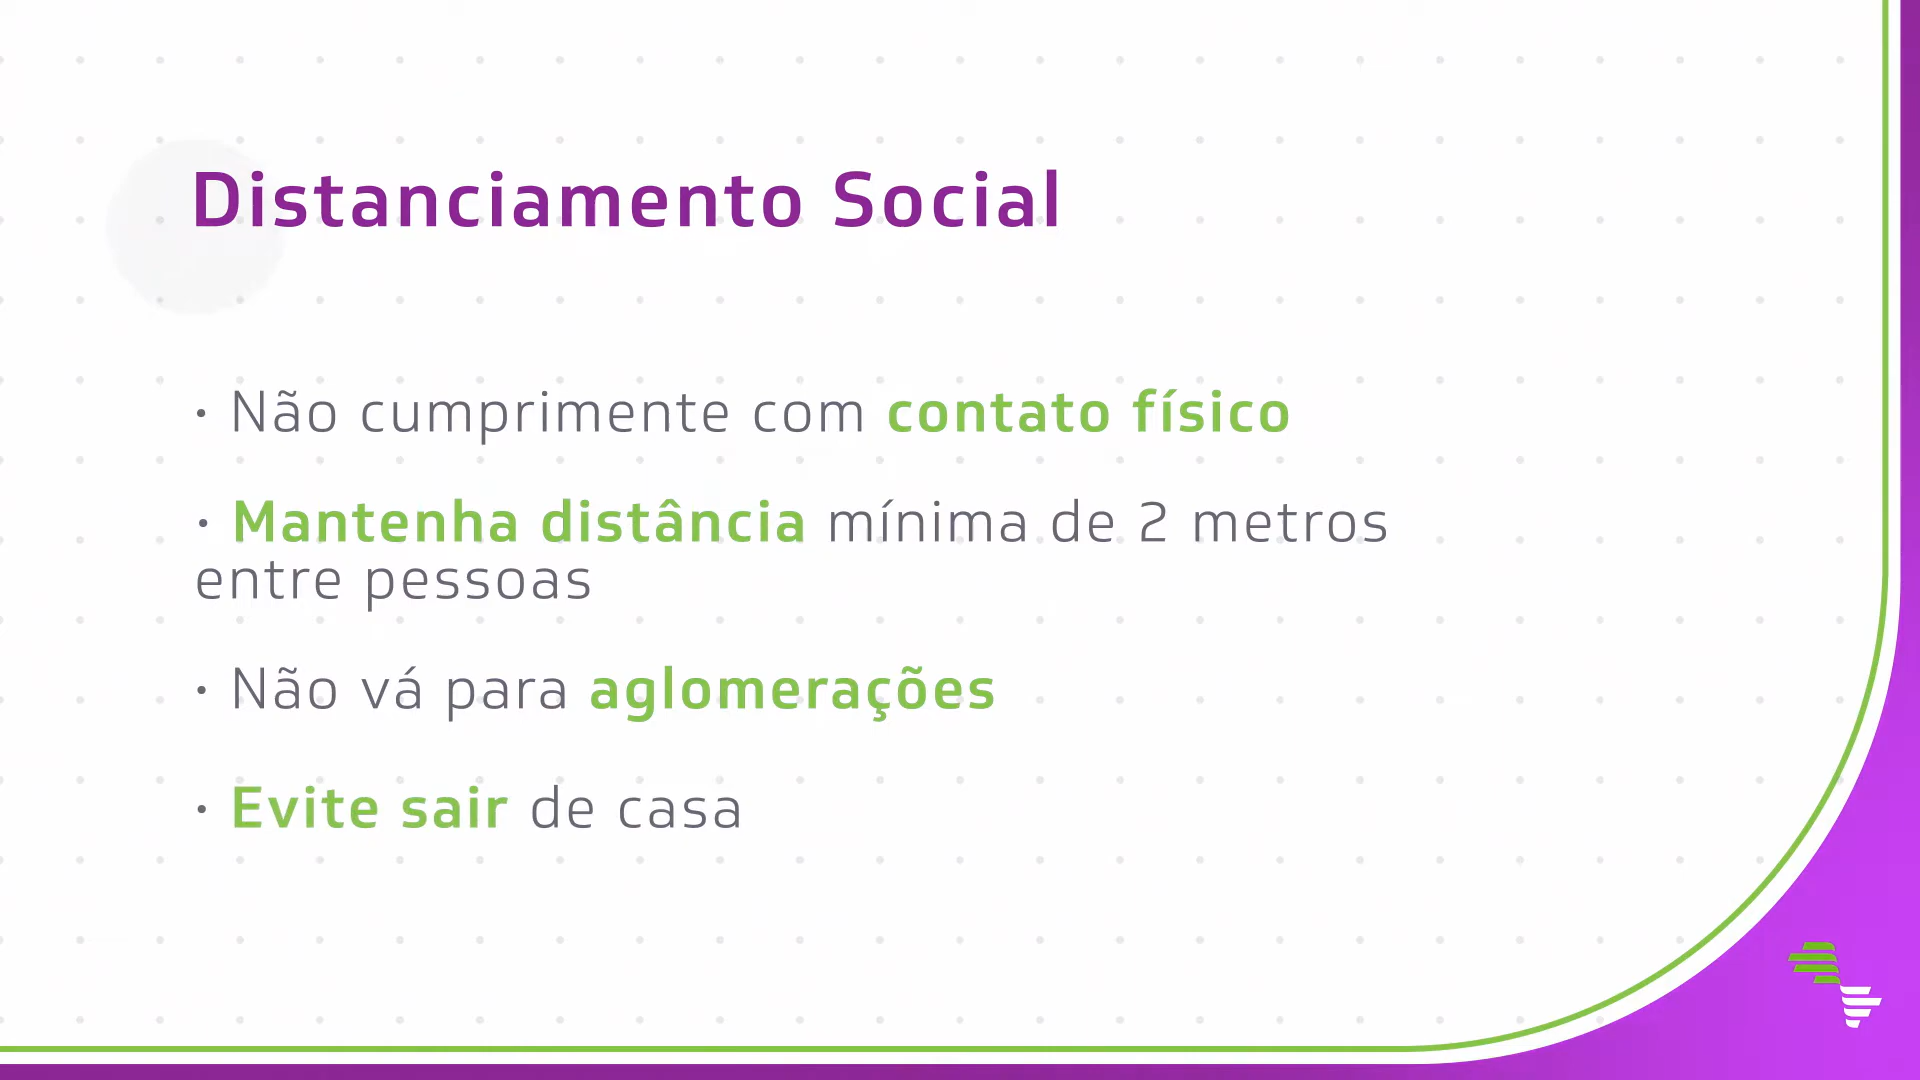 Distanciamento Social
· Não cumprimente com contato físico
· Mantenha distância mínima de 2 metros
entre pessoas
· Não vá para aglomerações
· Evite sair de casa